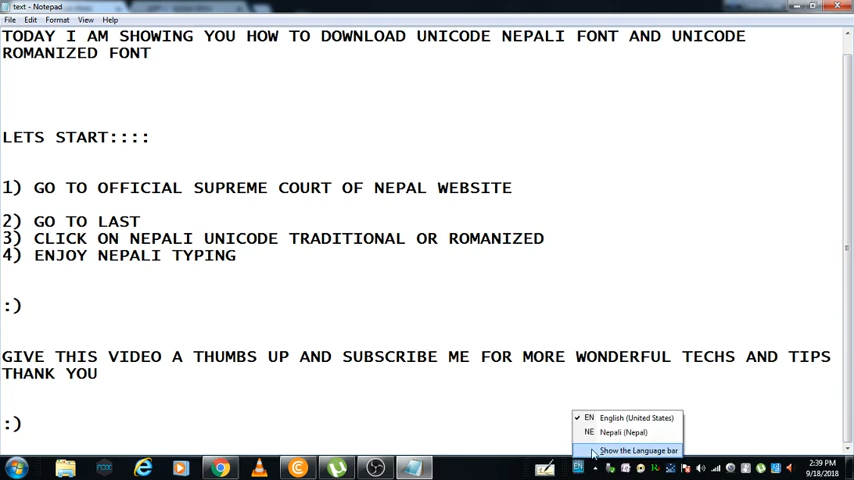 text - Notepad
File Edit Format View Help
TODAY I AM SHOWING YOU HOW TO DOWNLOAD UNICODE NEPALI FONT AND UNICODE
ROMANIZED FONT
LETS START::::
1) GO TO OFFICIAL SUPREME COURT OF NEPAL WEBSITE
2) GO TO LAST
3) CLICK ON NEPALI UNICODE TRADITIONAL OR ROMANIZED
4) ENJOY NEPALI TYPING
:)
GIVE THIS VIDEO A THUMBS UP AND SUBSCRIBE ME FOR MORE WONDERFUL TECHS AND TIPS
THANK YOU
:)
EN English (United States)
NE Nepali (Nepal)
Show the Language bar
EN
2:39 PM
9/18/2018